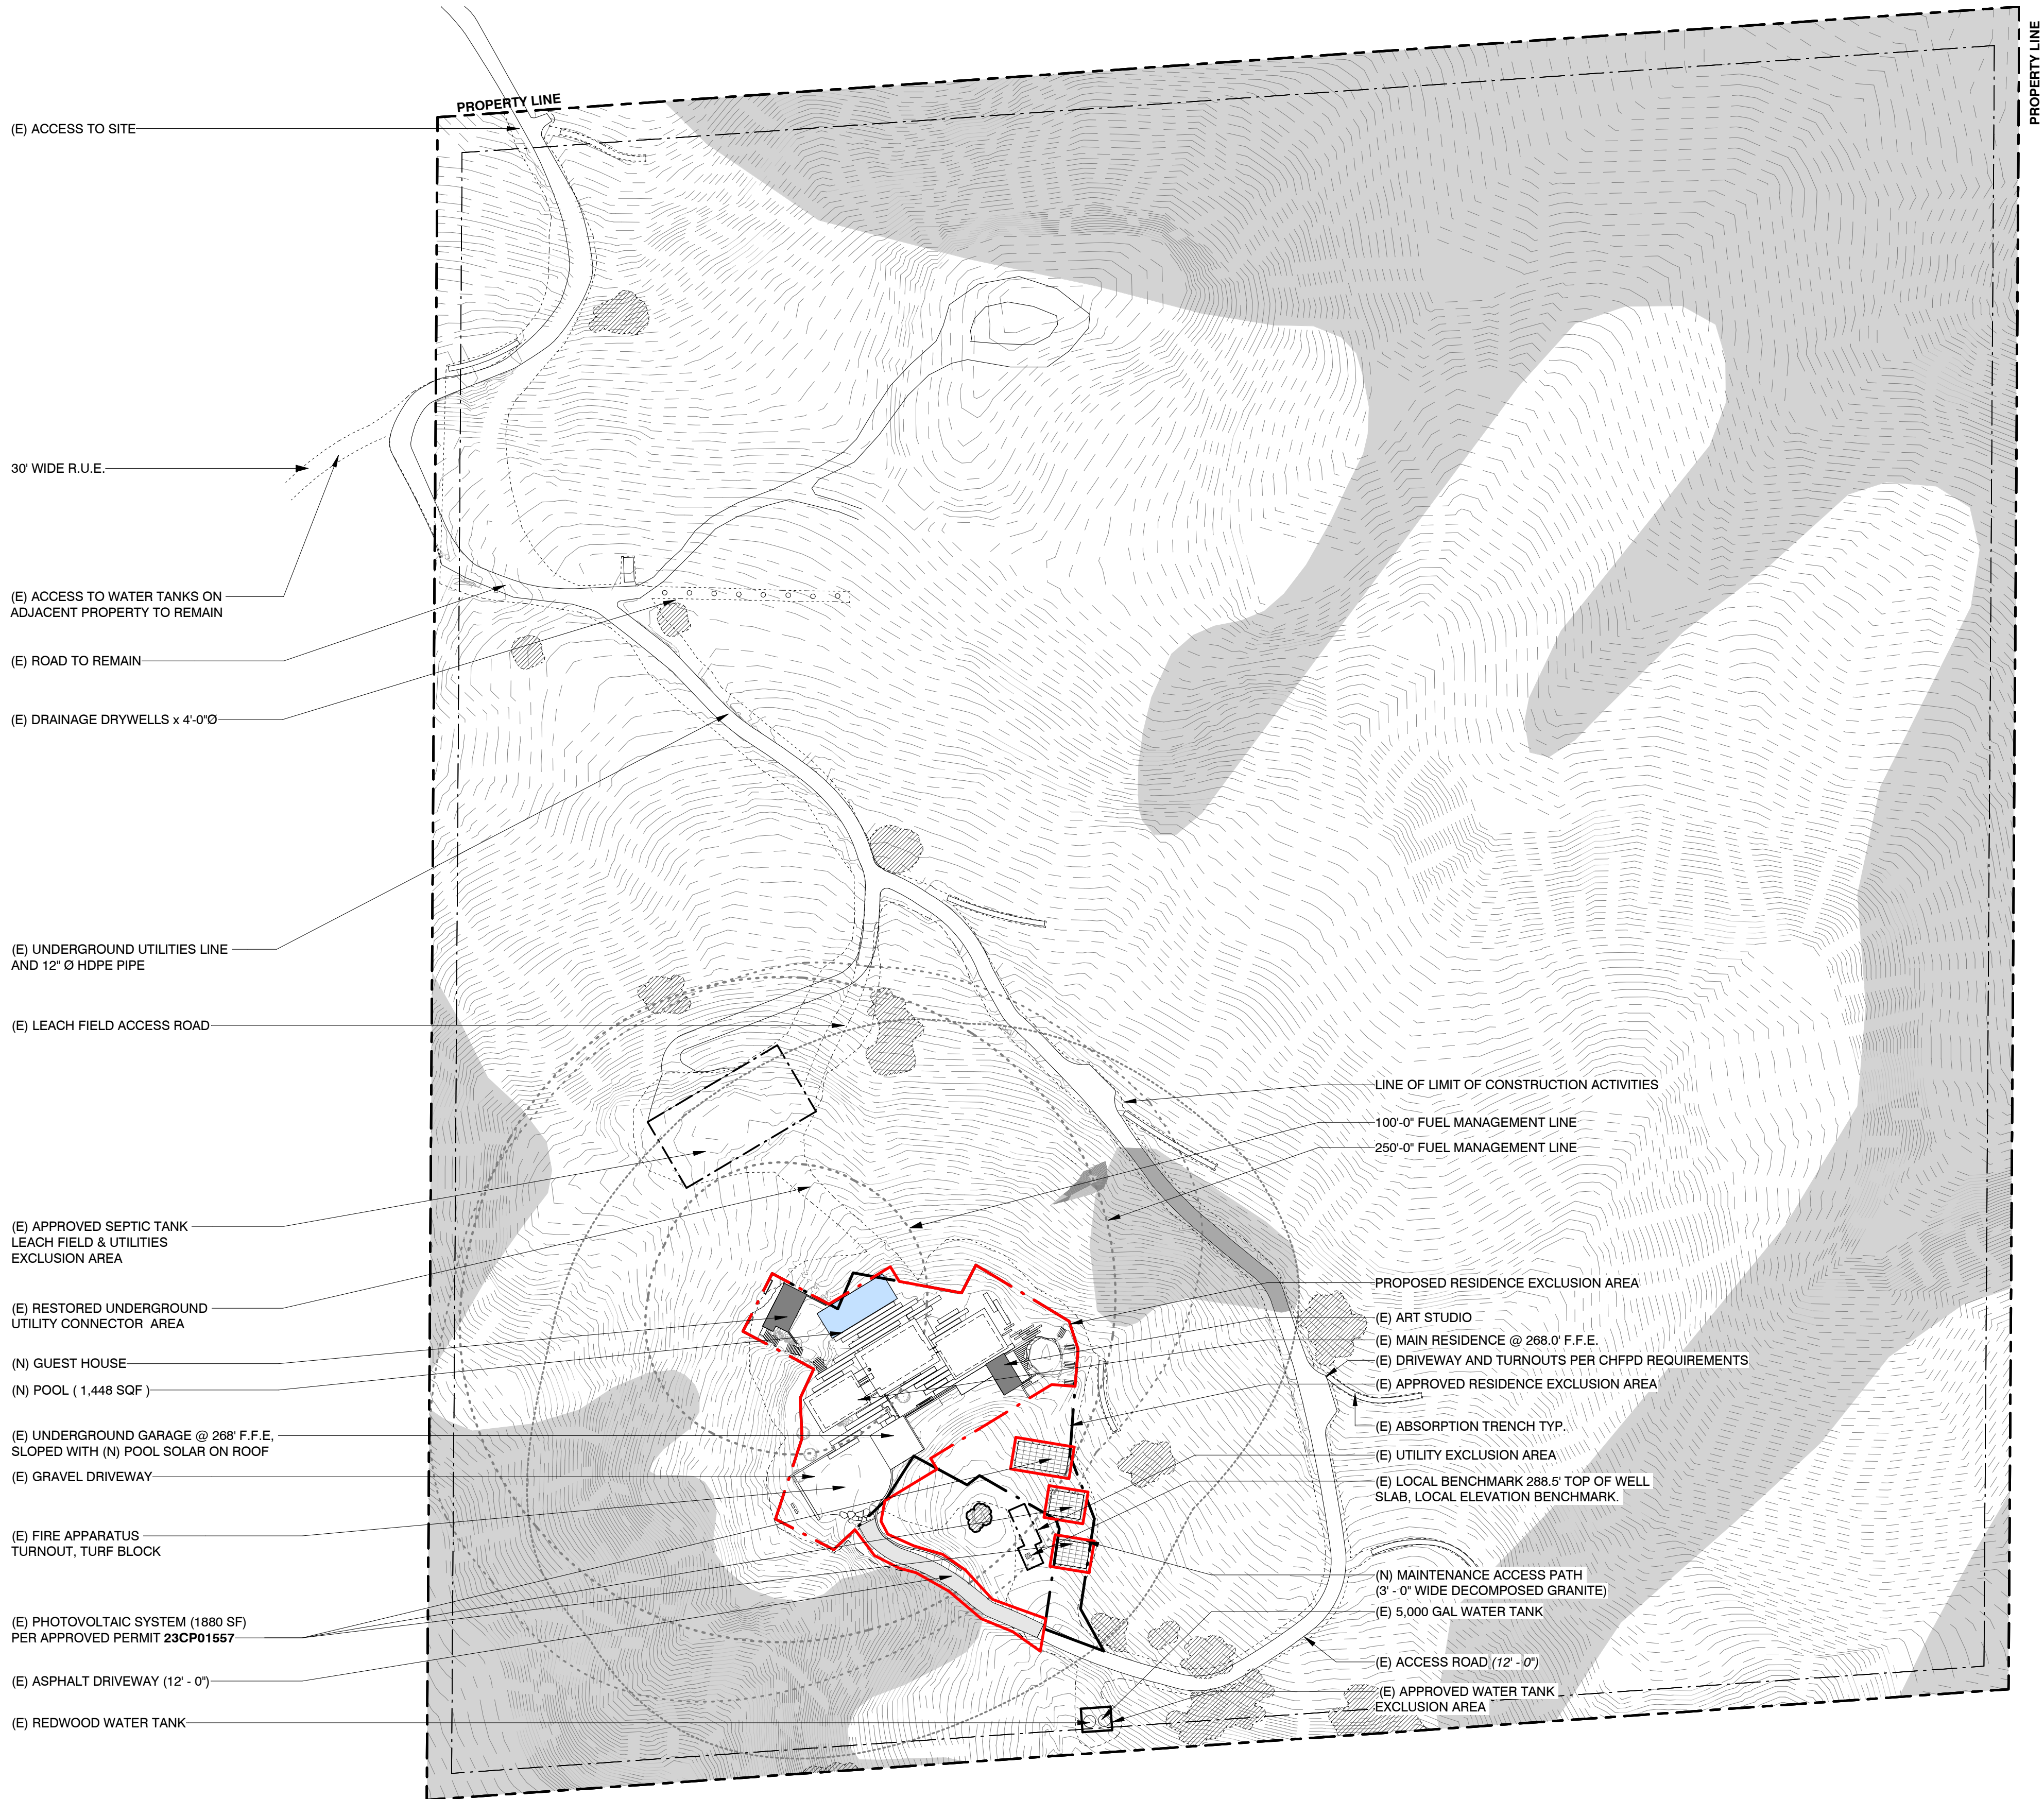 PROPERTY LINE
PROPERTY LINE
(E) ACCESS TO SITE
30' WIDE R.U.E.
(E) ACCESS TO WATER TANKS ON
ADJACENT PROPERTY TO REMAIN
(E) ROAD TO REMAIN
(E) DRAINAGE DRYWELLS x 4'-0"Ø
(E) UNDERGROUND UTILITIES LINE
AND 12" Ø HDPE PIPE
(E) LEACH FIELD ACCESS ROAD
(E) APPROVED SEPTIC TANK
LEACH FIELD & UTILITIES
EXCLUSION AREA
(E) RESTORED UNDERGROUND
UTILITY CONNECTOR AREA
(N) GUEST HOUSE
(N) POOL ( 1,448 SQF )
(E) UNDERGROUND GARAGE @ 268' F.F.E,
SLOPED WITH (N) POOL SOLAR ON ROOF
(E) GRAVEL DRIVEWAY
(E) FIRE APPARATUS
TURNOUT, TURF BLOCK
(E) PHOTOVOLTAIC SYSTEM (1880 SF)
PER APPROVED PERMIT 23CP01557
(E) ASPHALT DRIVEWAY (12' - 0")
(E) REDWOOD WATER TANK
LINE OF LIMIT OF CONSTRUCTION ACTIVITIES
100'-0" FUEL MANAGEMENT LINE
250'-0" FUEL MANAGEMENT LINE
PROPOSED RESIDENCE EXCLUSION AREA
(E) ART STUDIO
(E) MAIN RESIDENCE @ 268.0' F.F.E.
(E) DRIVEWAY AND TURNOUTS PER CHFPD REQUIREMENTS
(E) APPROVED RESIDENCE EXCLUSION AREA
(E) ABSORPTION TRENCH TYP.
(E) UTILITY EXCLUSION AREA
(E) LOCAL BENCHMARK 288.5' TOP OF WELL
SLAB, LOCAL ELEVATION BENCHMARK.
(N) MAINTENANCE ACCESS PATH
(3' - 0" WIDE DECOMPOSED GRANITE)
(E) 5,000 GAL WATER TANK
(E) ACCESS ROAD (12' - 0")
(E) APPROVED WATER TANK
EXCLUSION AREA